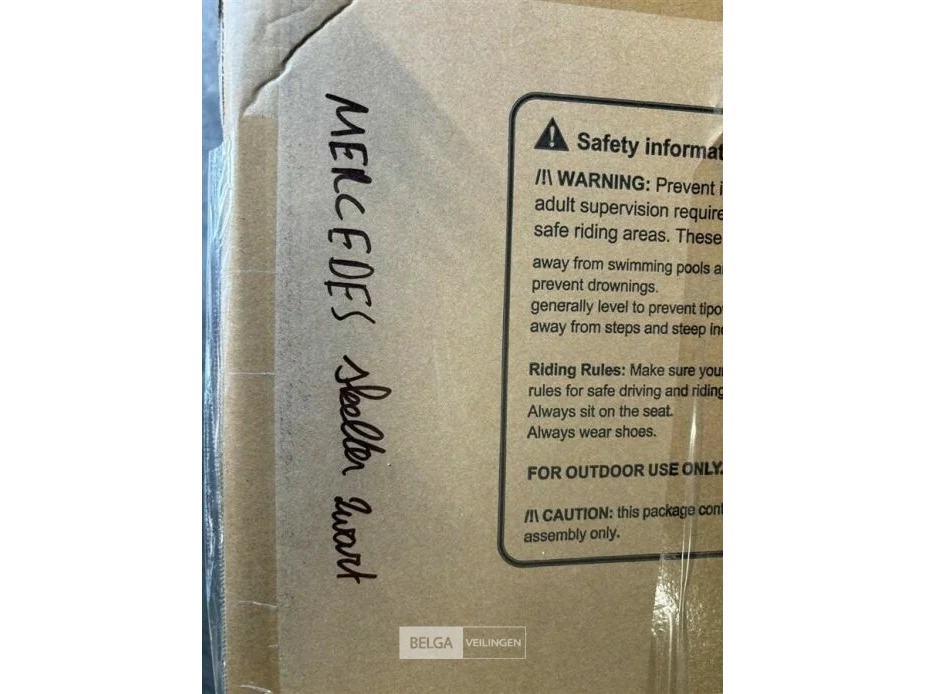 MERCEDES skelter zwart
Safety informat
/!\ WARNING: Prevent i
adult supervision require
safe riding areas. These
away from swimming pools a
prevent drownings.
generally level to prevent tipo
away from steps and steep in
Riding Rules: Make sure your
rules for safe driving and riding
Always sit on the seat.
Always wear shoes.
FOR OUTDOOR USE ONLY.
/!\ CAUTION: this package cont
assembly only.
BELGA VEILINGEN